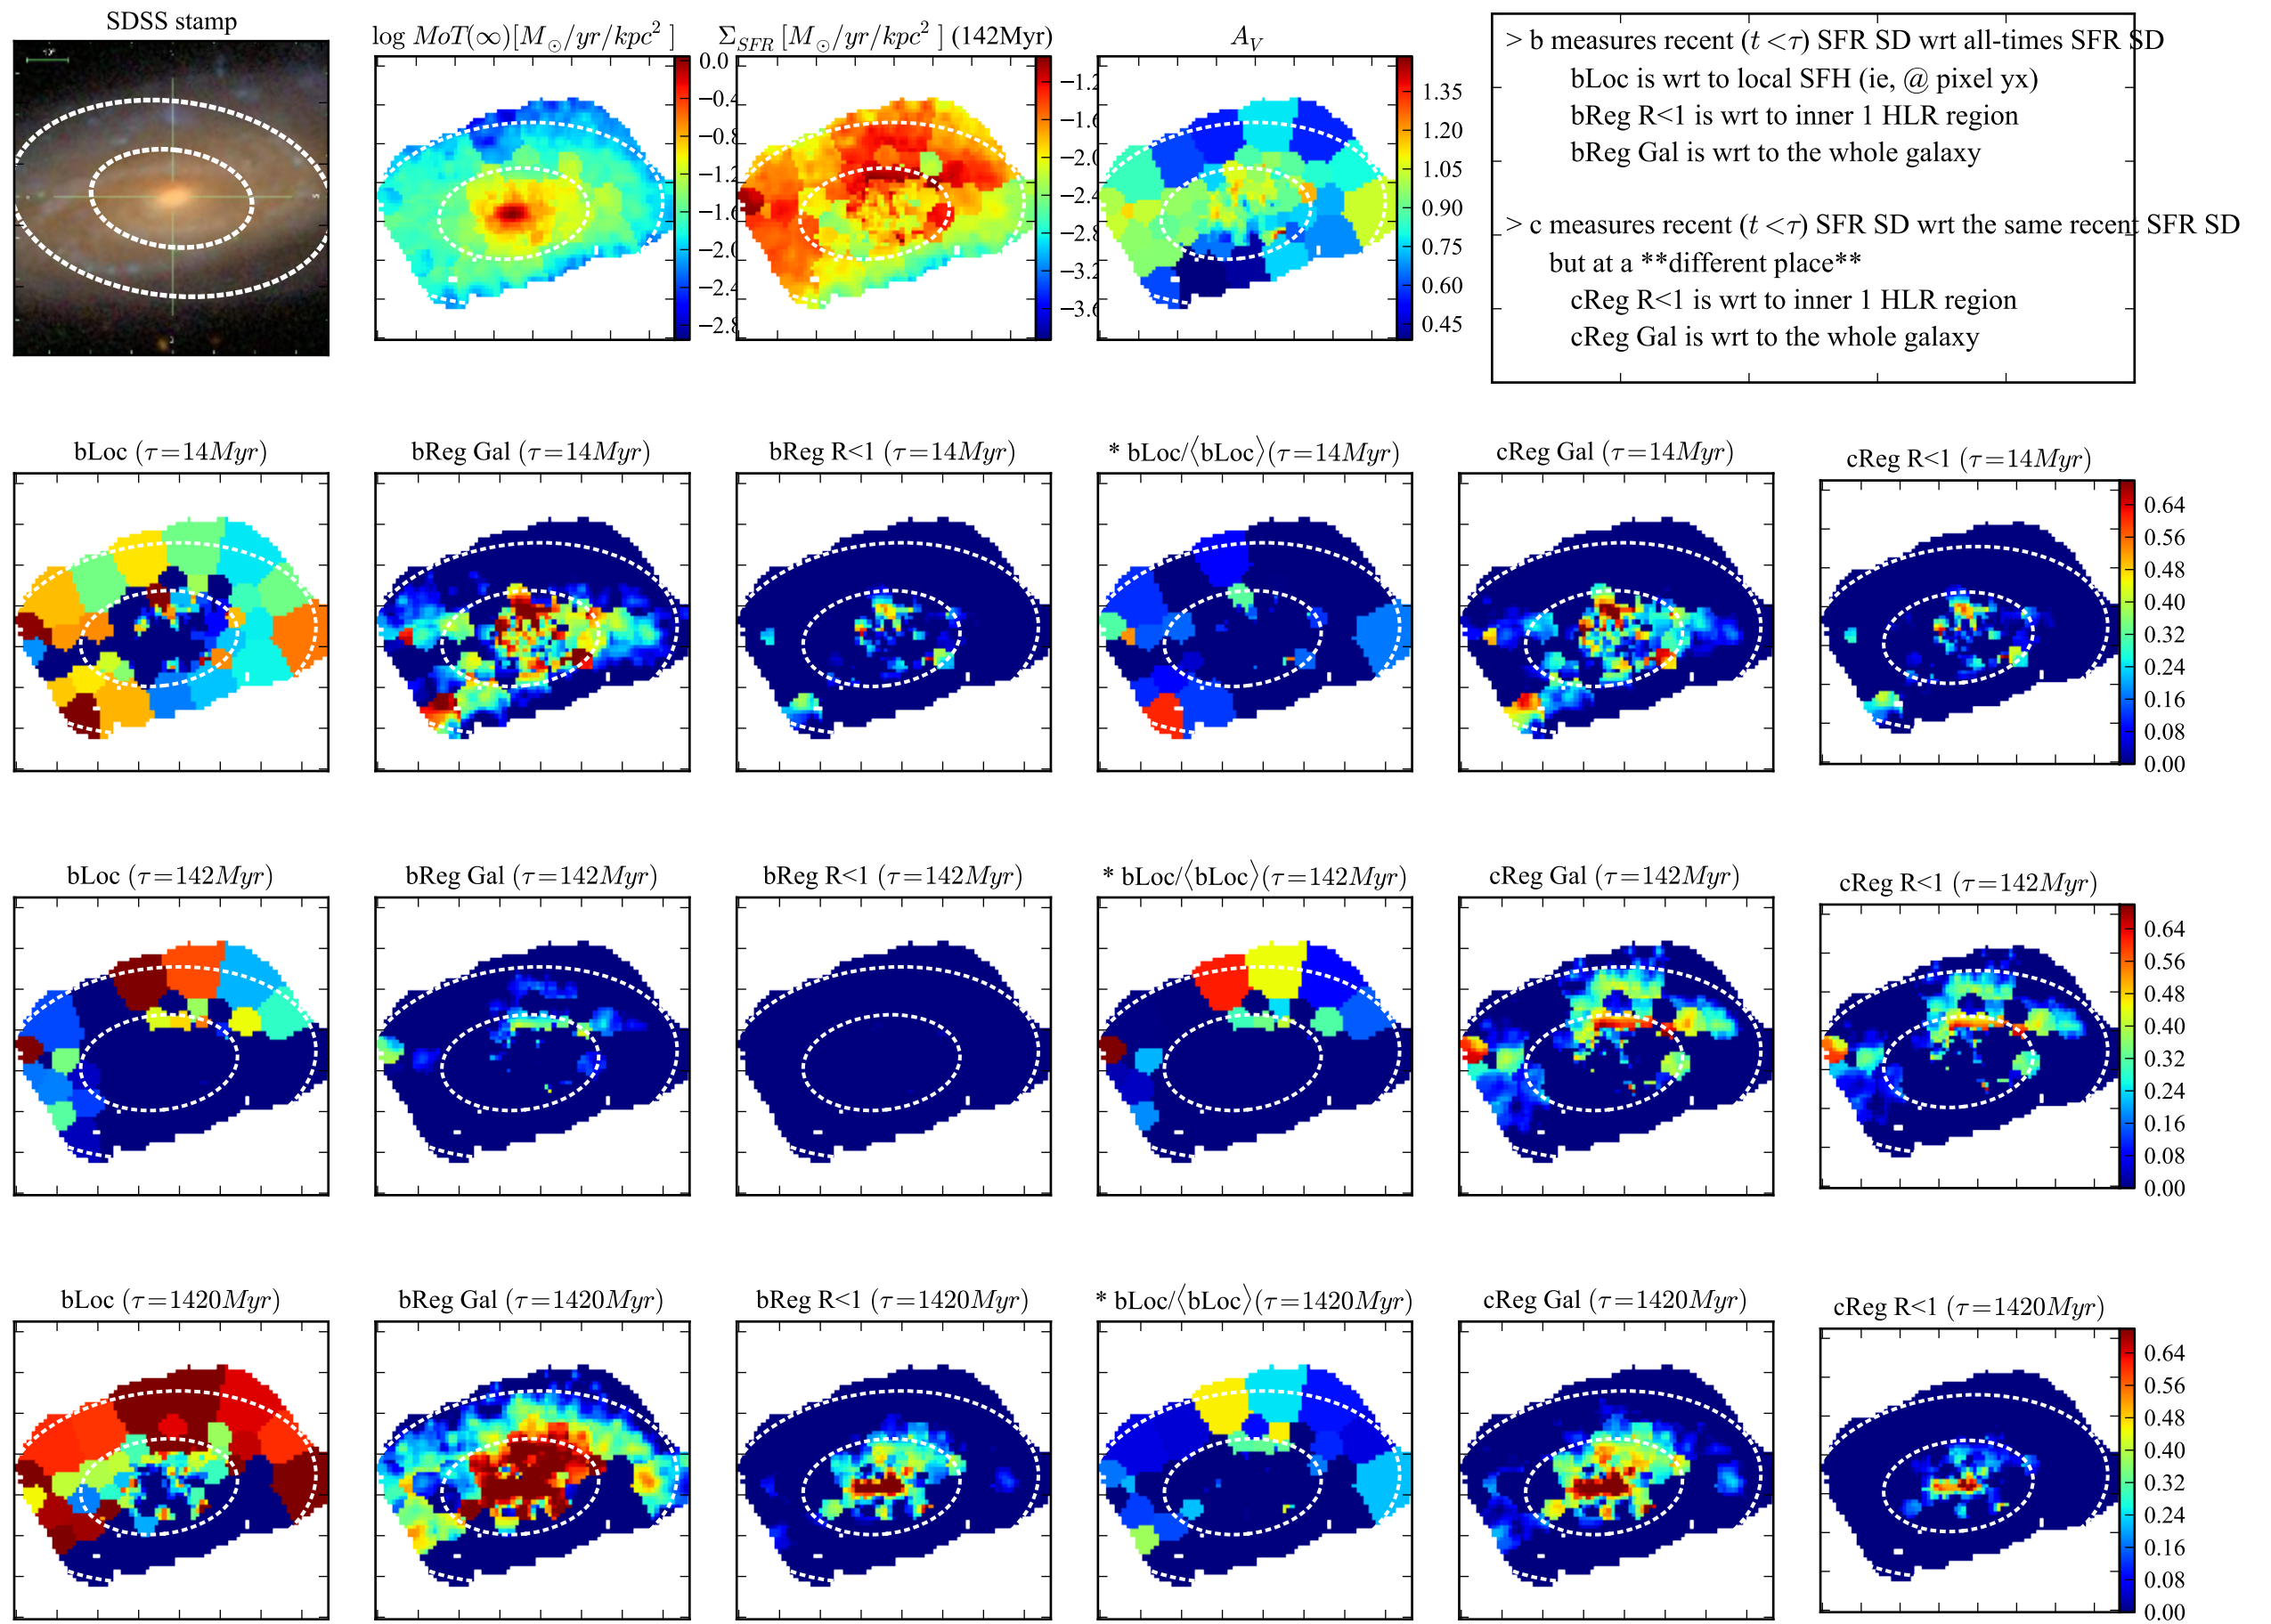 SDSS stamp
log MoT(∞)[M⊙/yr/kpc² ]
Σ_SFR [M⊙/yr/kpc² ] (142Myr)
A_V
0.0
−0.4
−0.8
−1.2
−1.6
−2.0
−2.4
−2.8
−1.2
−1.6
−2.0
−2.4
−2.8
−3.2
−3.6
1.35
1.20
1.05
0.90
0.75
0.60
0.45
> b measures recent (t <τ) SFR SD wrt all-times SFR SD
bLoc is wrt to local SFH (ie, @ pixel yx)
bReg R<1 is wrt to inner 1 HLR region
bReg Gal is wrt to the whole galaxy
> c measures recent (t <τ) SFR SD wrt the same recent SFR SD
but at a **different place**
cReg R<1 is wrt to inner 1 HLR region
cReg Gal is wrt to the whole galaxy
bLoc (τ=14Myr)
bReg Gal (τ=14Myr)
bReg R<1 (τ=14Myr)
* bLoc/⟨bLoc⟩(τ=14Myr)
cReg Gal (τ=14Myr)
cReg R<1 (τ=14Myr)
0.64
0.56
0.48
0.40
0.32
0.24
0.16
0.08
0.00
bLoc (τ=142Myr)
bReg Gal (τ=142Myr)
bReg R<1 (τ=142Myr)
* bLoc/⟨bLoc⟩(τ=142Myr)
cReg Gal (τ=142Myr)
cReg R<1 (τ=142Myr)
0.64
0.56
0.48
0.40
0.32
0.24
0.16
0.08
0.00
bLoc (τ=1420Myr)
bReg Gal (τ=1420Myr)
bReg R<1 (τ=1420Myr)
* bLoc/⟨bLoc⟩(τ=1420Myr)
cReg Gal (τ=1420Myr)
cReg R<1 (τ=1420Myr)
0.64
0.56
0.48
0.40
0.32
0.24
0.16
0.08
0.00